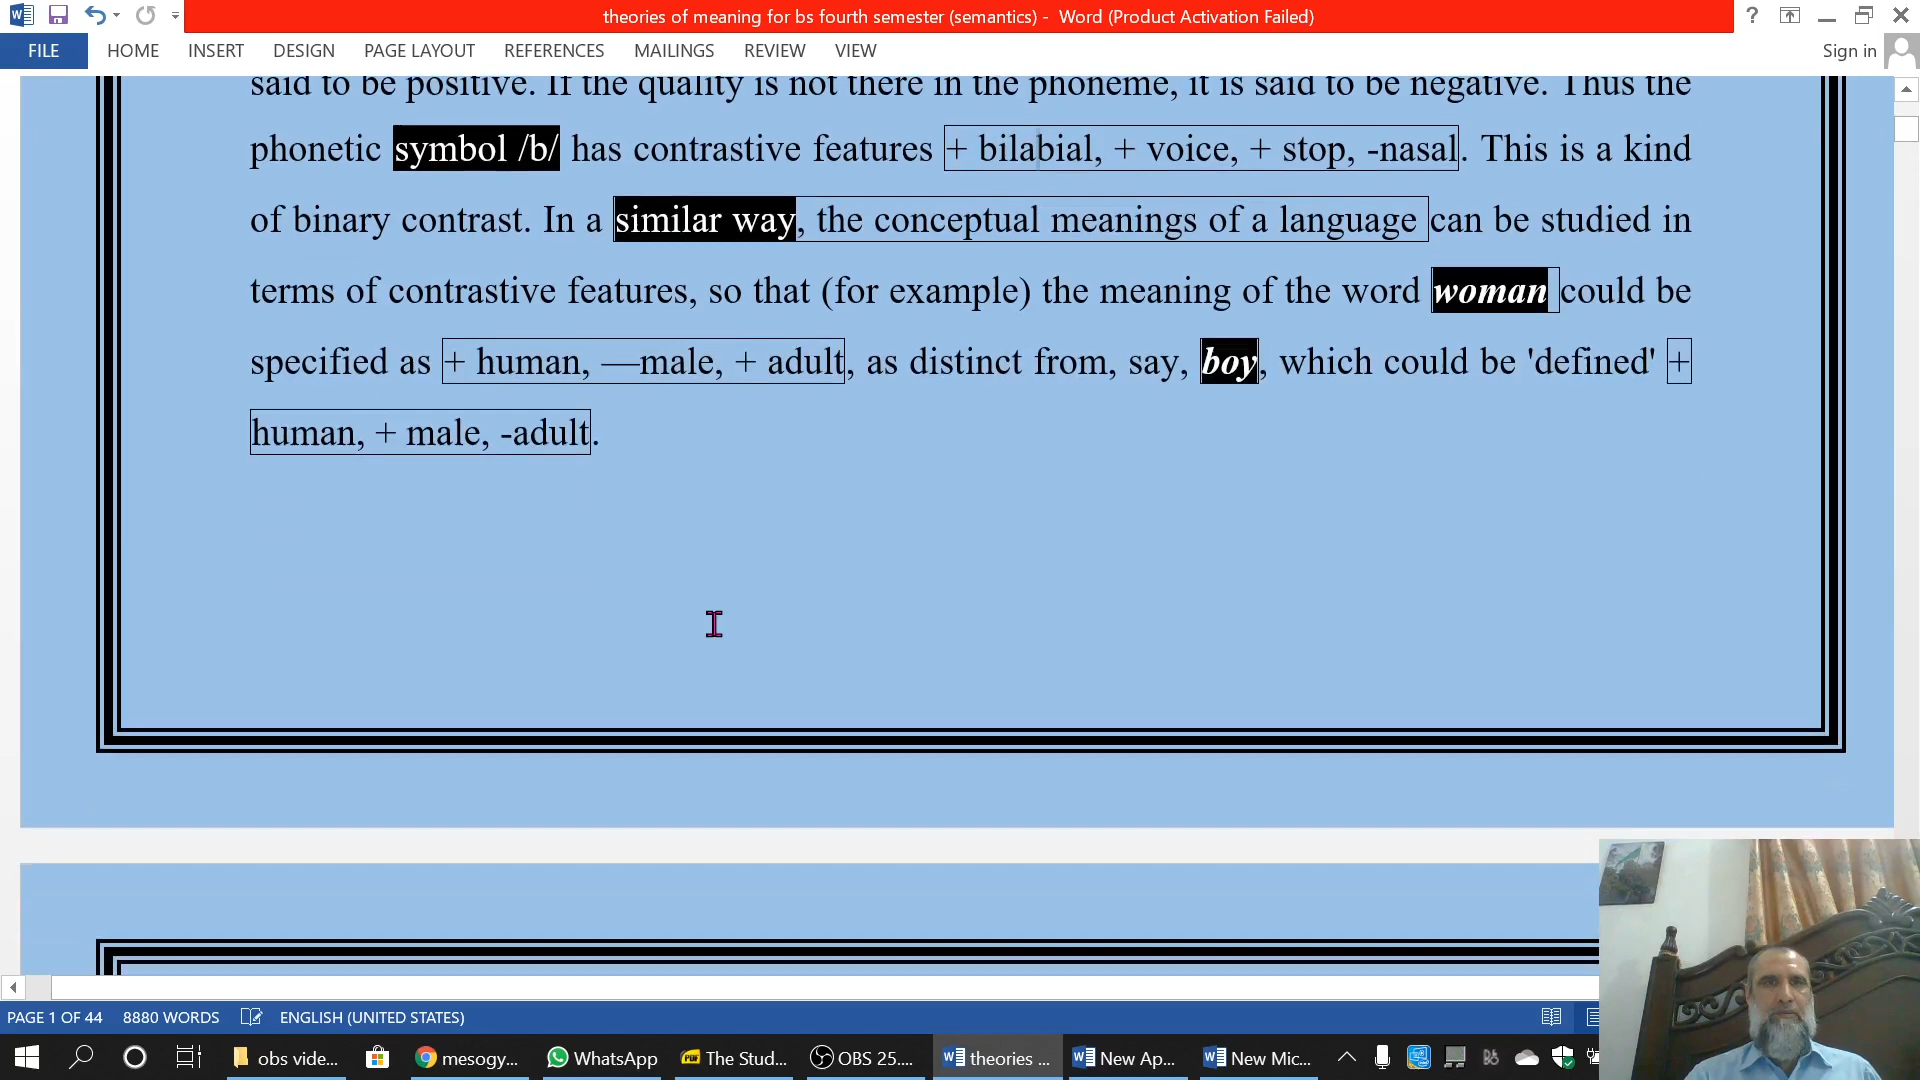 theories of meaning for bs fourth semester (semantics) - Word (Product Activation Failed)
?
FILE HOME INSERT DESIGN PAGE LAYOUT REFERENCES MAILINGS REVIEW VIEW Sign in
said to be positive. If the quality is not there in the phoneme, it is said to be negative. Thus the
phonetic symbol /b/ has contrastive features + bilabial, + voice, + stop, -nasal. This is a kind
of binary contrast. In a similar way, the conceptual meanings of a language can be studied in
terms of contrastive features, so that (for example) the meaning of the word woman could be
specified as + human, —male, + adult, as distinct from, say, boy, which could be 'defined' +
human, + male, -adult.
PAGE 1 OF 44 8880 WORDS ENGLISH (UNITED STATES)
obs vide... mesogy-... WhatsApp The Stud... OBS 25.... theories ... New Ap... New Mic...